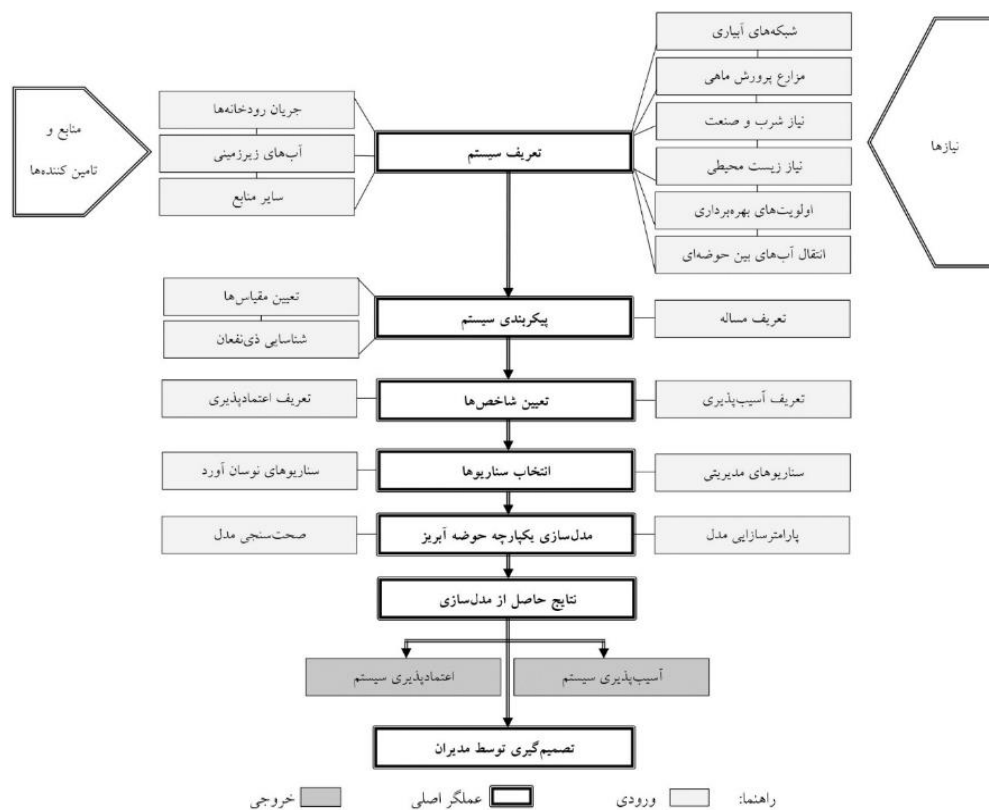 شبکه‌های آبیاری
مزارع پرورش ماهی
نیاز شرب و صنعت
نیاز زیست محیطی
اولویت‌های بهره‌برداری
انتقال آب‌های بین حوضه‌ای
نیازها
تعریف سیستم
جریان رودخانه‌ها
آب‌های زیرزمینی
سایر منابع
منابع و
تامین کننده‌ها
تعریف مساله
پیکربندی سیستم
تعیین مقیاس‌ها
شناسایی ذی‌نفعان
تعریف آسیب‌پذیری
تعیین شاخص‌ها
تعریف اعتمادپذیری
سناریوهای مدیریتی
انتخاب سناریوها
سناریوهای نوسان آورد
پارامترسازایی مدل
مدل‌سازی یکپارچه حوضه آبریز
صحت‌سنجی مدل
نتایج حاصل از مدل‌سازی
آسیب‌پذیری سیستم
اعتمادپذیری سیستم
تصمیم‌گیری توسط مدیران
راهنما: ورودی عملگر اصلی خروجی